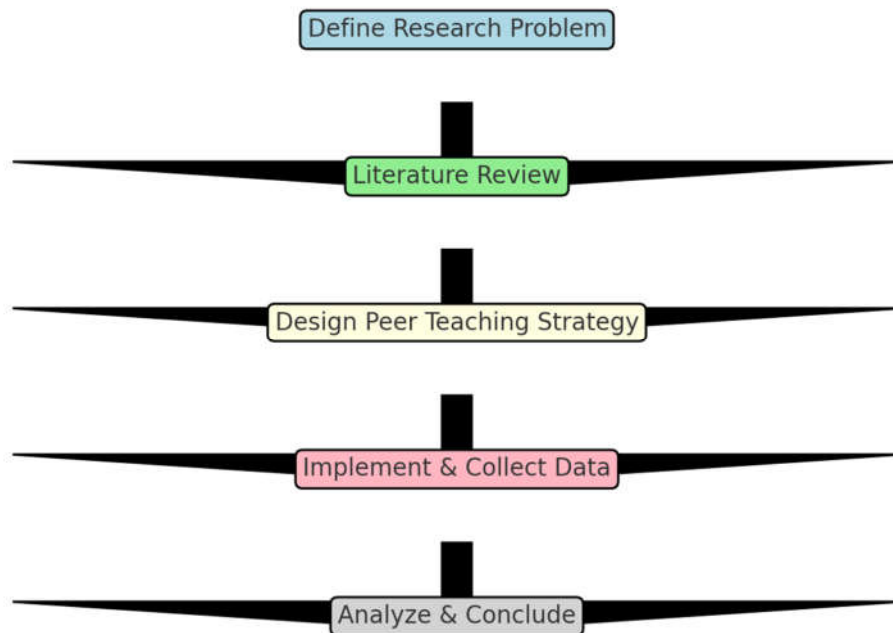 Define Research Problem
Literature Review
Design Peer Teaching Strategy
Implement & Collect Data
Analyze & Conclude